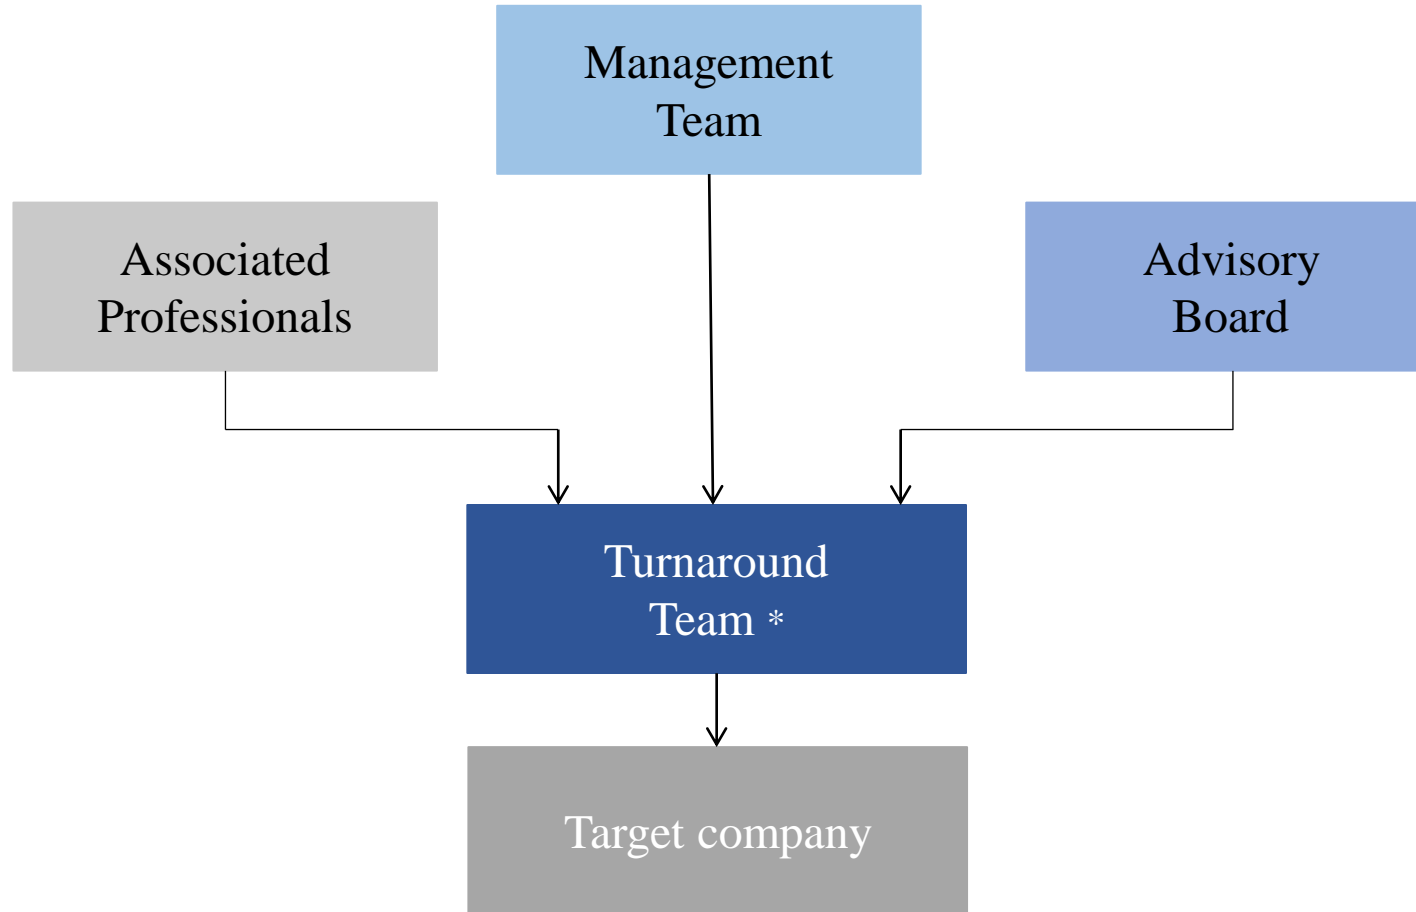 Management
Team
Associated
Professionals
Advisory
Board
Turnaround
Team *
Target company